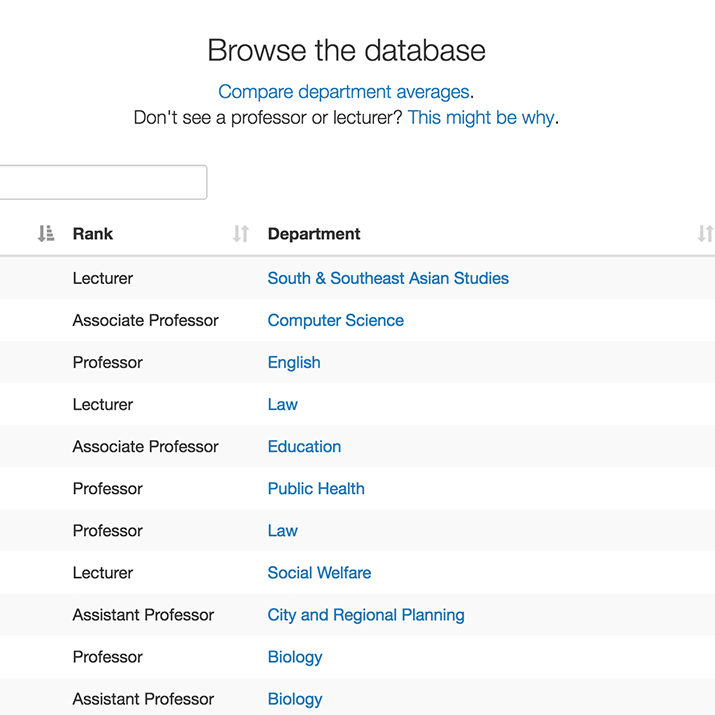 Browse the database
Compare department averages.
Don't see a professor or lecturer? This might be why.
Rank Department
Lecturer South & Southeast Asian Studies
Associate Professor Computer Science
Professor English
Lecturer Law
Associate Professor Education
Professor Public Health
Professor Law
Lecturer Social Welfare
Assistant Professor City and Regional Planning
Professor Biology
Assistant Professor Biology